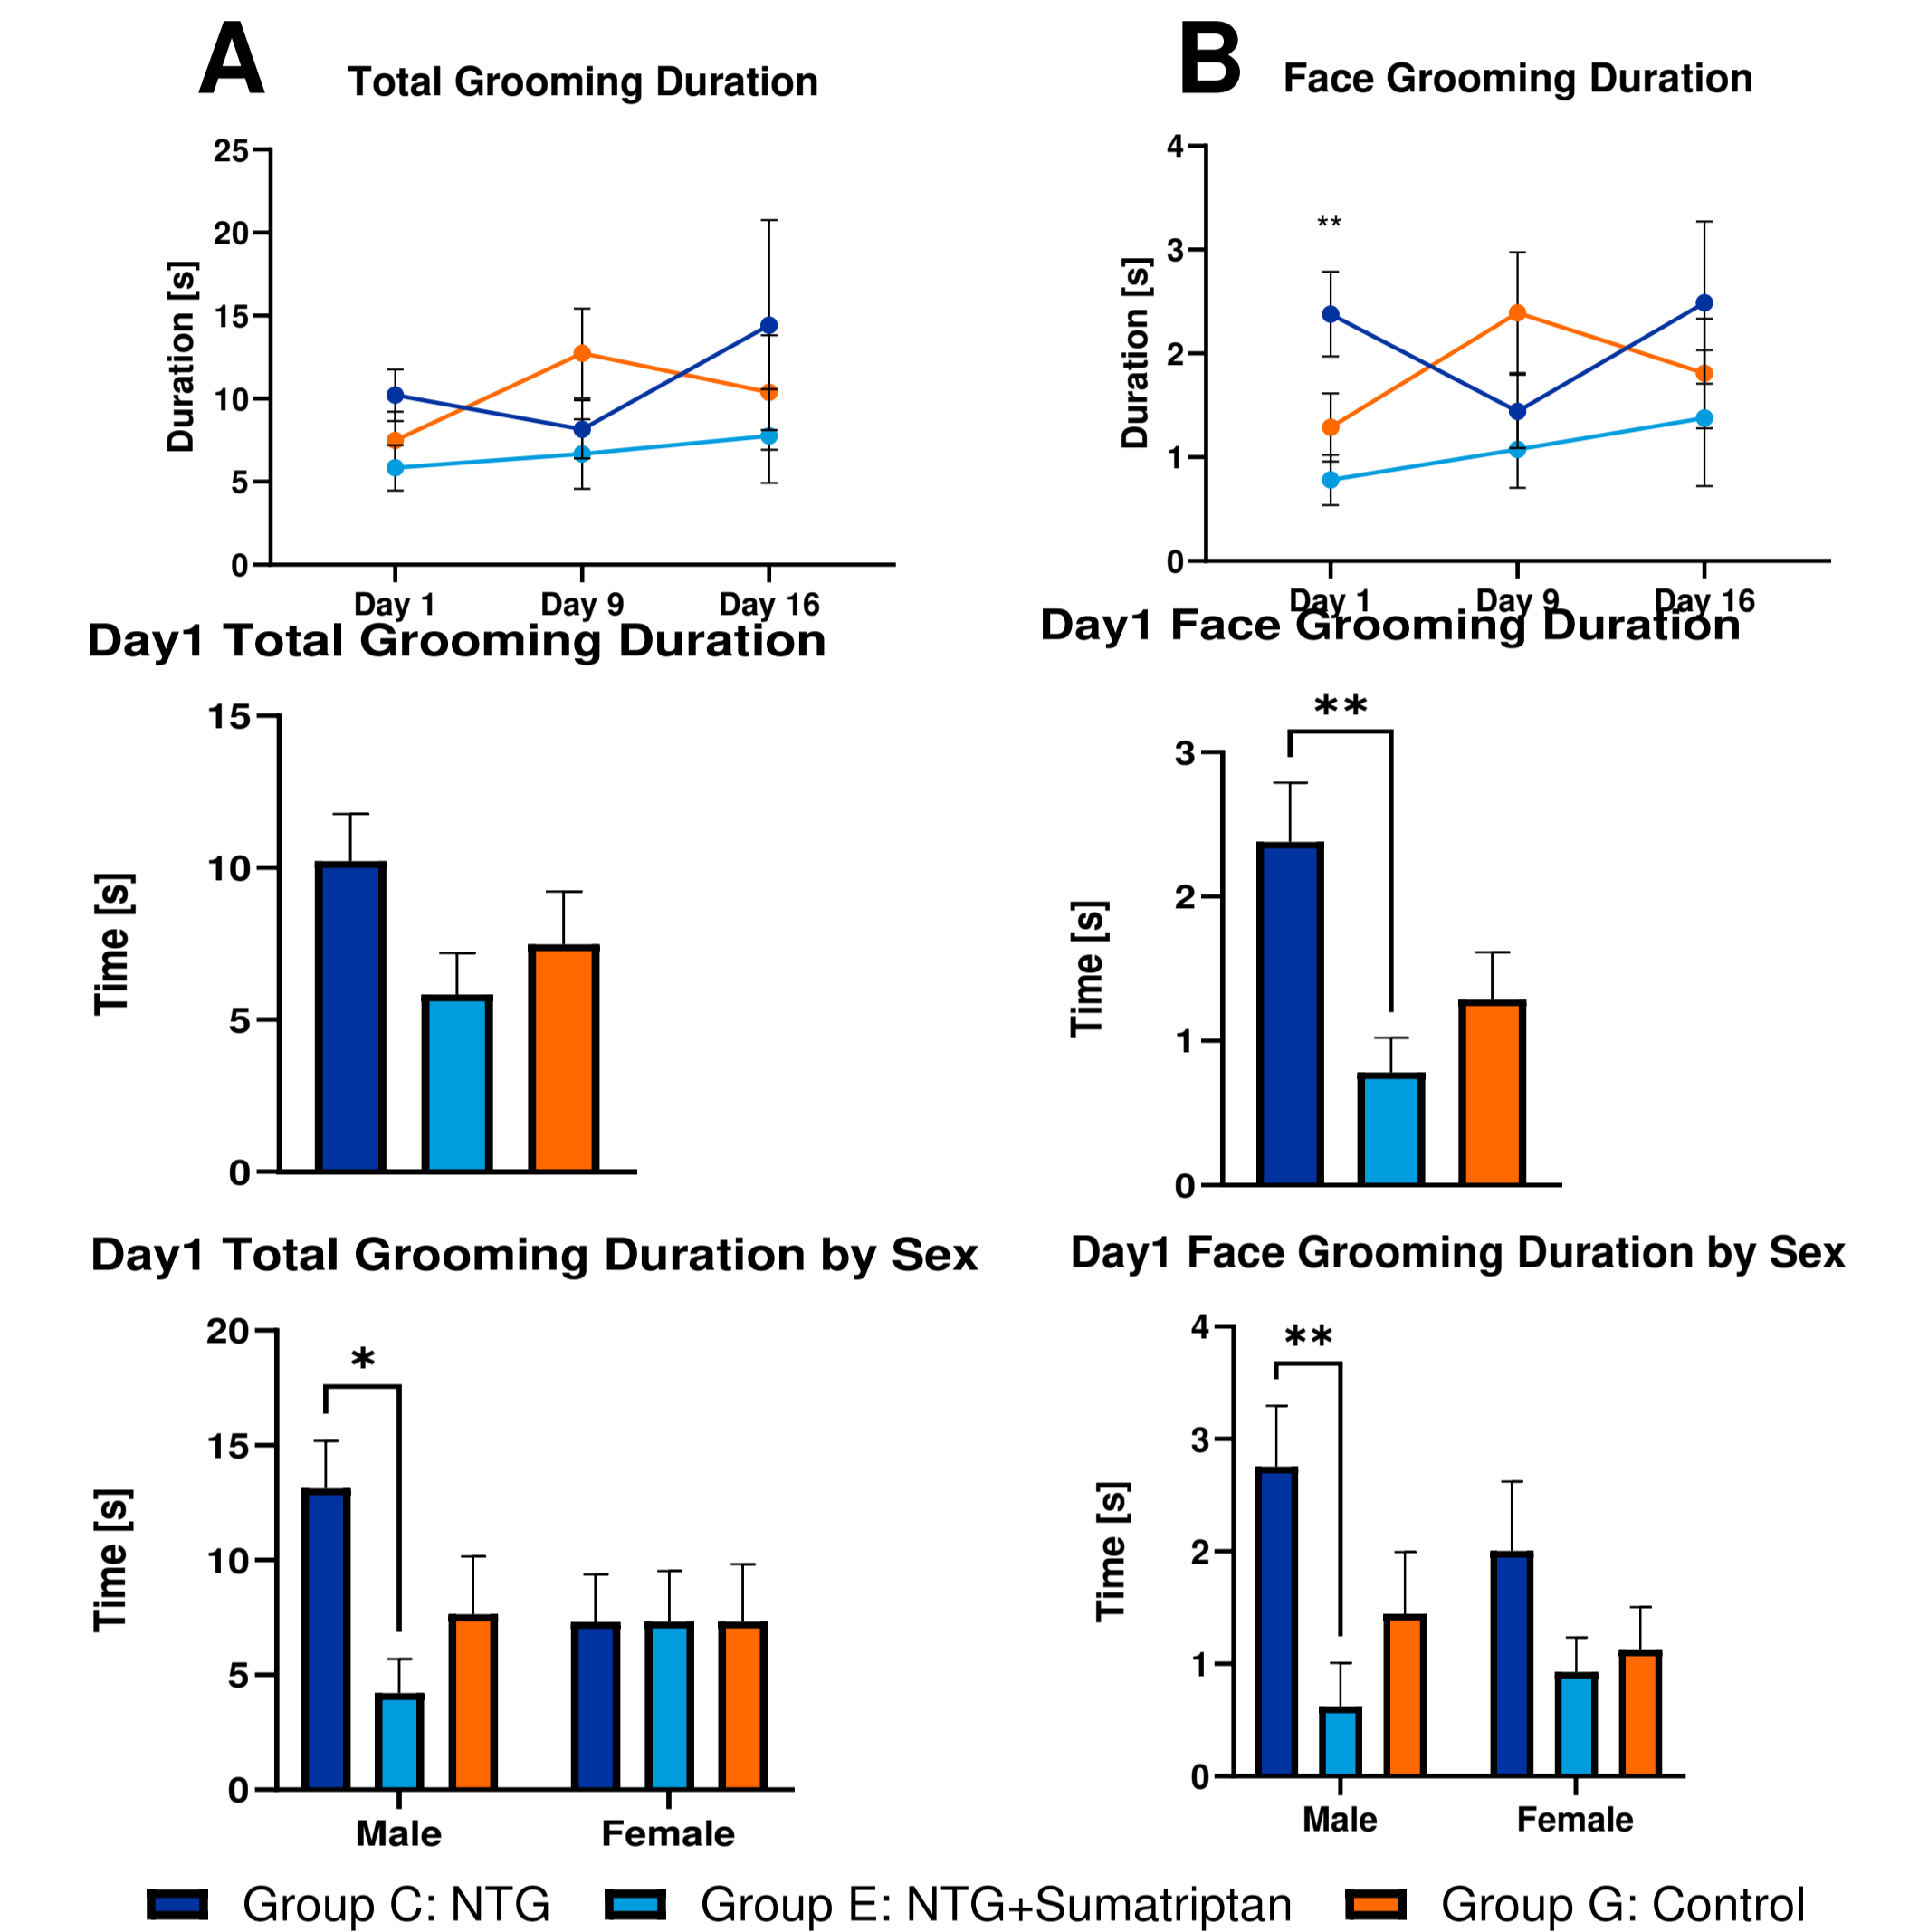 A
Total Grooming Duration
25
20
15
10
5
0
Duration [s]
Day 1
Day 9
Day 16
B
Face Grooming Duration
4
3
2
1
0
Duration [s]
**
Day 1
Day 9
Day 16
Day1 Total Grooming Duration
15
10
5
0
Time [s]
Day1 Face Grooming Duration
**
3
2
1
0
Time [s]
Day1 Total Grooming Duration by Sex
20
15
10
5
0
Time [s]
*
Male
Female
Day1 Face Grooming Duration by Sex
4
3
2
1
0
Time [s]
**
Male
Female
Group C: NTG
Group E: NTG+Sumatriptan
Group G: Control